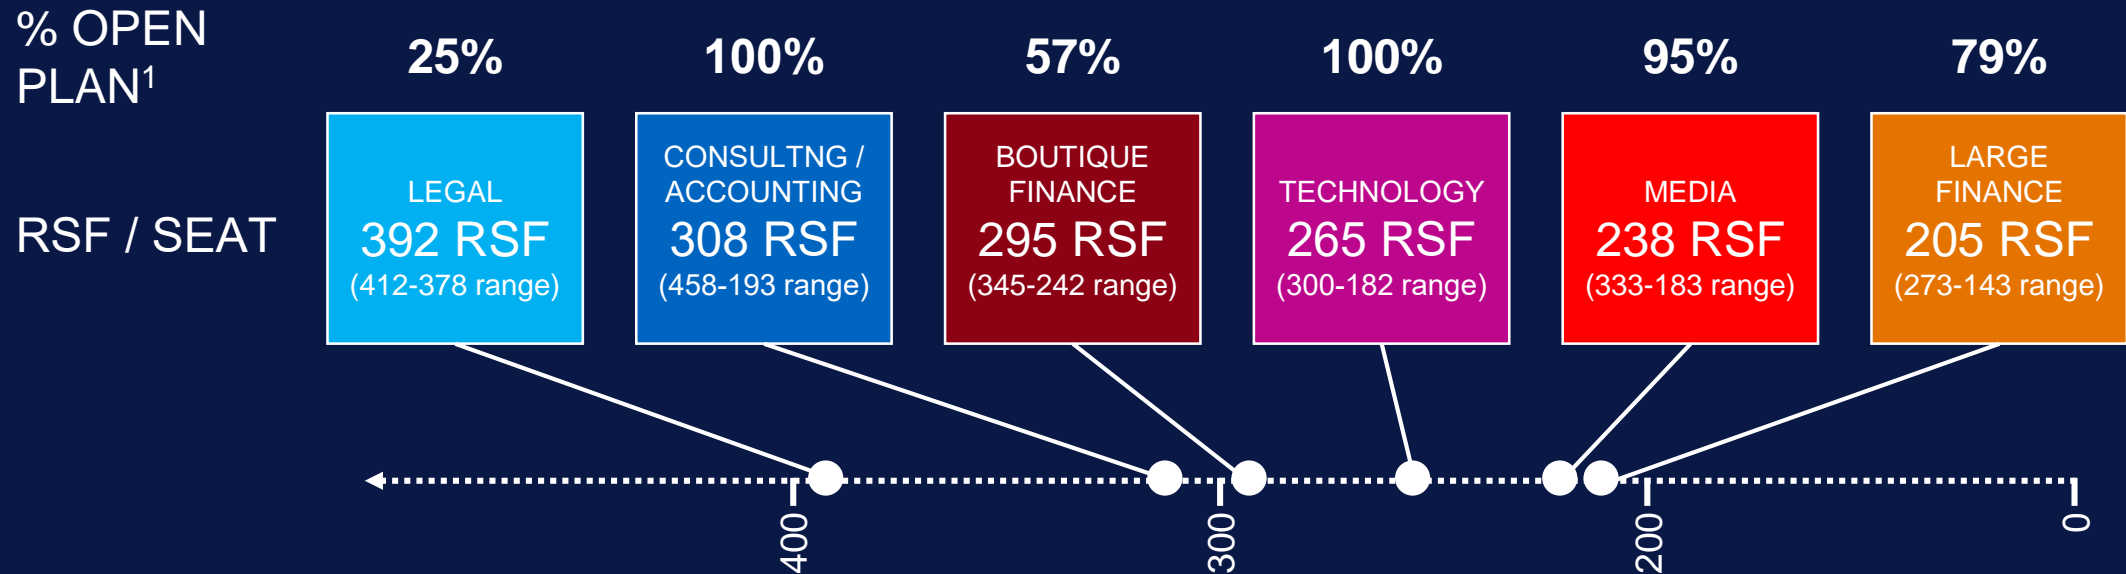 % OPEN
PLAN1
25%
100%
57%
100%
95%
79%
RSF / SEAT
LEGAL
392 RSF
(412-378 range)
CONSULTNG /
ACCOUNTING
308 RSF
(458-193 range)
BOUTIQUE
FINANCE
295 RSF
(345-242 range)
TECHNOLOGY
265 RSF
(300-182 range)
MEDIA
238 RSF
(333-183 range)
LARGE
FINANCE
205 RSF
(273-143 range)
400
300
200
0